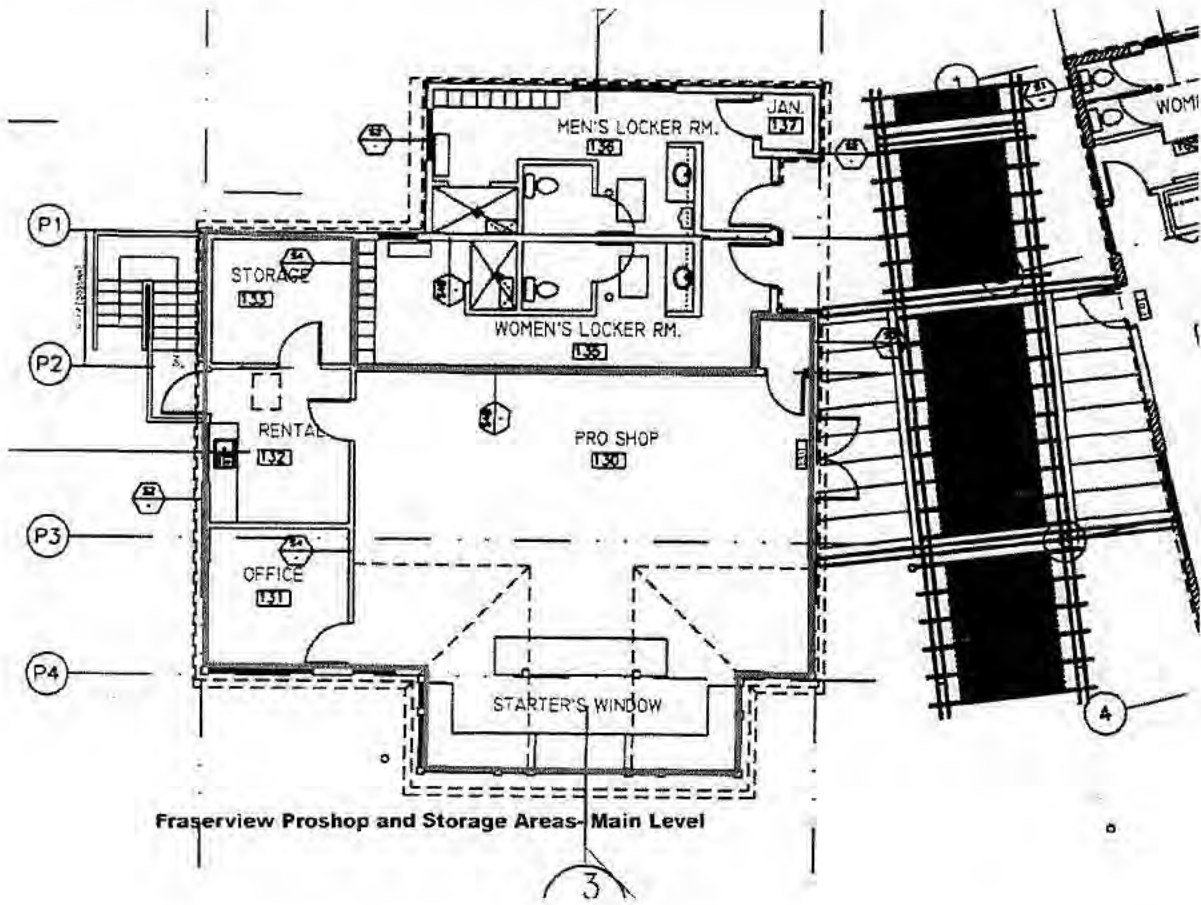 1
JAN.
137
MEN'S LOCKER RM.
136
P1
STORAGE
133
WOMEN'S LOCKER RM.
135
P2
RENTAL
132
PRO SHOP
130
P3
OFFICE
131
P4
STARTER'S WINDOW
4
Fraserview Proshop and Storage Areas- Main Level
3